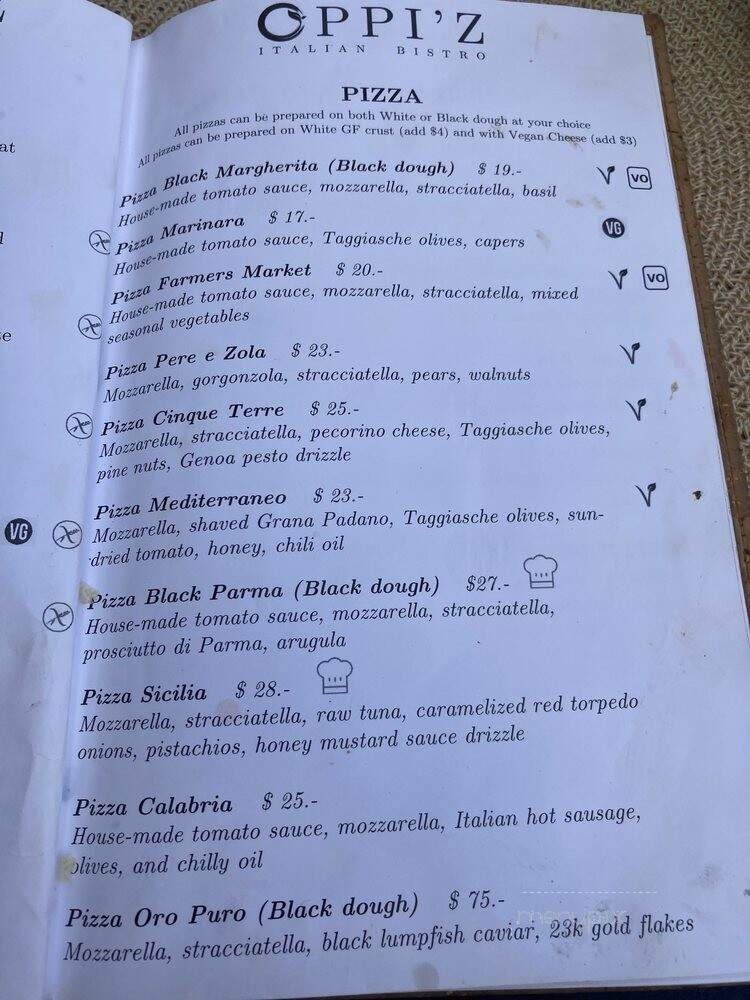 OPPI'Z
ITALIAN BISTRO
PIZZA
All pizzas can be prepared on both White or Black dough at your choice
All pizzas can be prepared on White GF crust (add $4) and with Vegan Cheese (add $3)
at
Pizza Black Margherita (Black dough) $ 19.-
V VO
House-made tomato sauce, mozzarella, stracciatella, basil
Pizza Marinara $ 17.-
VG
House-made tomato sauce, Taggiasche olives, capers
Pizza Farmers Market $ 20.-
V VO
House-made tomato sauce, mozzarella, stracciatella, mixed
seasonal vegetables
Pizza Pere e Zola $ 23.-
V
Mozzarella, gorgonzola, stracciatella, pears, walnuts
Pizza Cinque Terre $ 25.-
V
Mozzarella, stracciatella, pecorino cheese, Taggiasche olives,
pine nuts, Genoa pesto drizzle
Pizza Mediterraneo $ 23.-
V
VG
Mozzarella, shaved Grana Padano, Taggiasche olives, sun-
dried tomato, honey, chili oil
Pizza Black Parma (Black dough) $27.-
House-made tomato sauce, mozzarella, stracciatella,
prosciutto di Parma, arugula
Pizza Sicilia $ 28.-
Mozzarella, stracciatella, raw tuna, caramelized red torpedo
onions, pistachios, honey mustard sauce drizzle
Pizza Calabria $ 25.-
House-made tomato sauce, mozzarella, Italian hot sausage,
olives, and chilly oil
Pizza Oro Puro (Black dough) $ 75.-
Mozzarella, stracciatella, black lumpfish caviar, 23k gold flakes